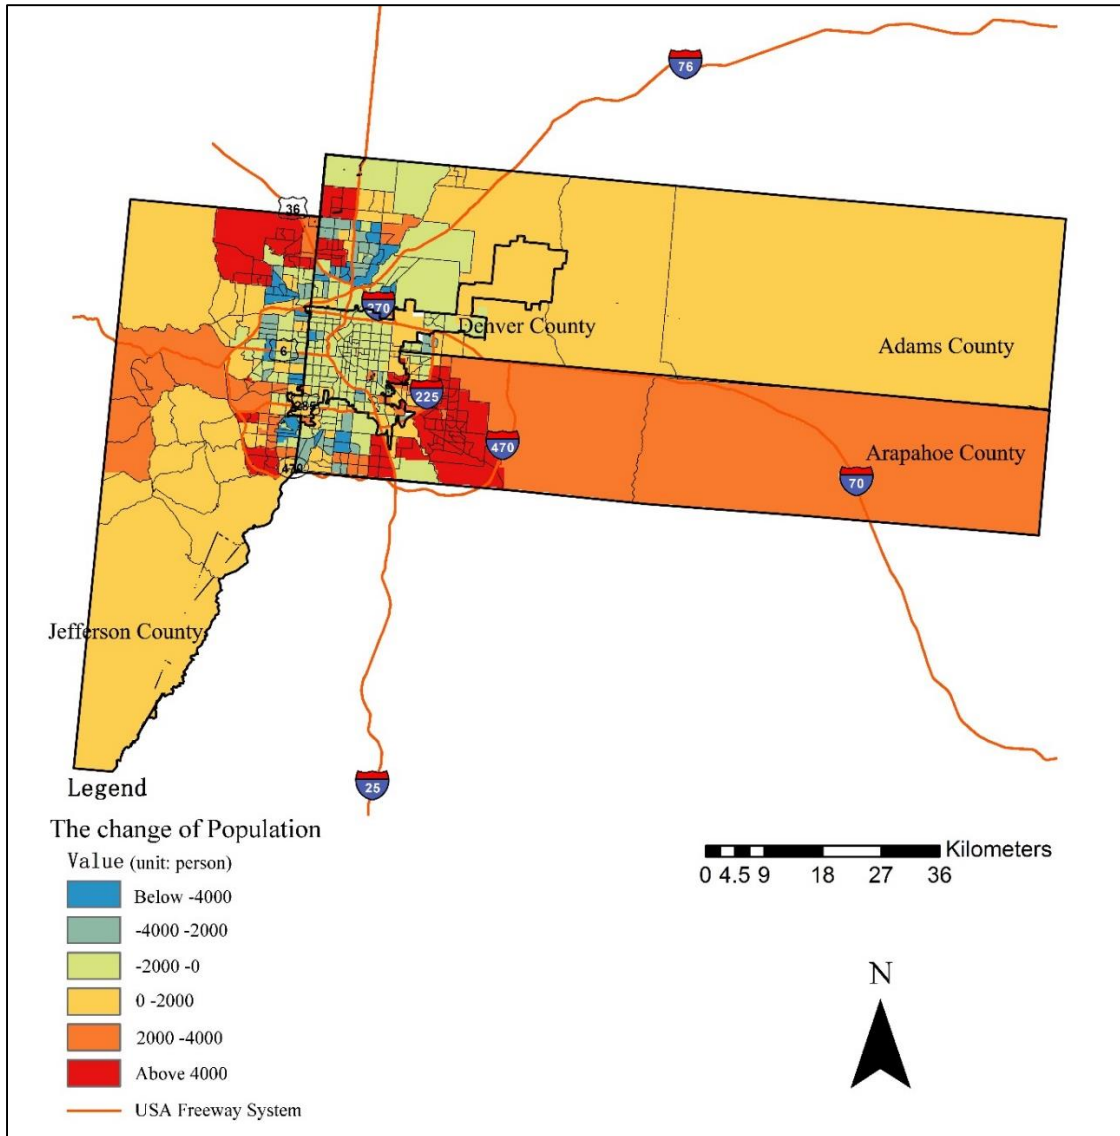 76
36
270
Denver County
Adams County
6
225
285
470
470
Arapahoe County
70
Jefferson County
25
Legend
The change of Population
Value (unit: person)
Below -4000
-4000 -2000
-2000 -0
0 -2000
2000 -4000
Above 4000
USA Freeway System
Kilometers
0 4.5 9 18 27 36
N